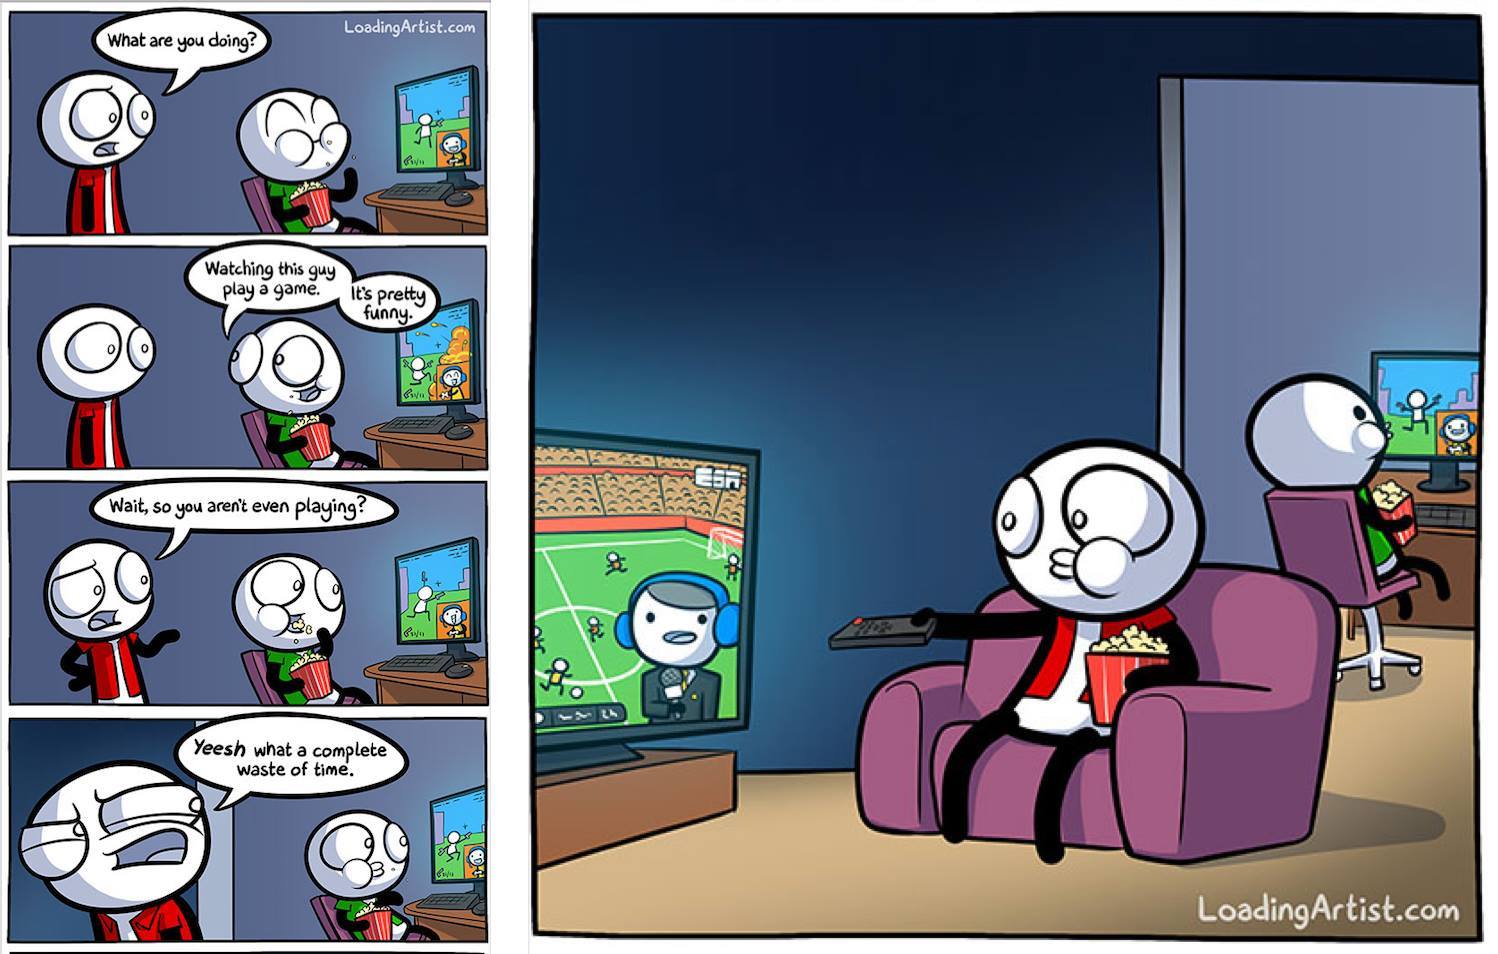 LoadingArtist.com
What are you doing?
Watching this guy
play a game.
It's pretty
funny.
Wait, so you aren't even playing?
Yeesh what a complete
waste of time.
LoadingArtist.com